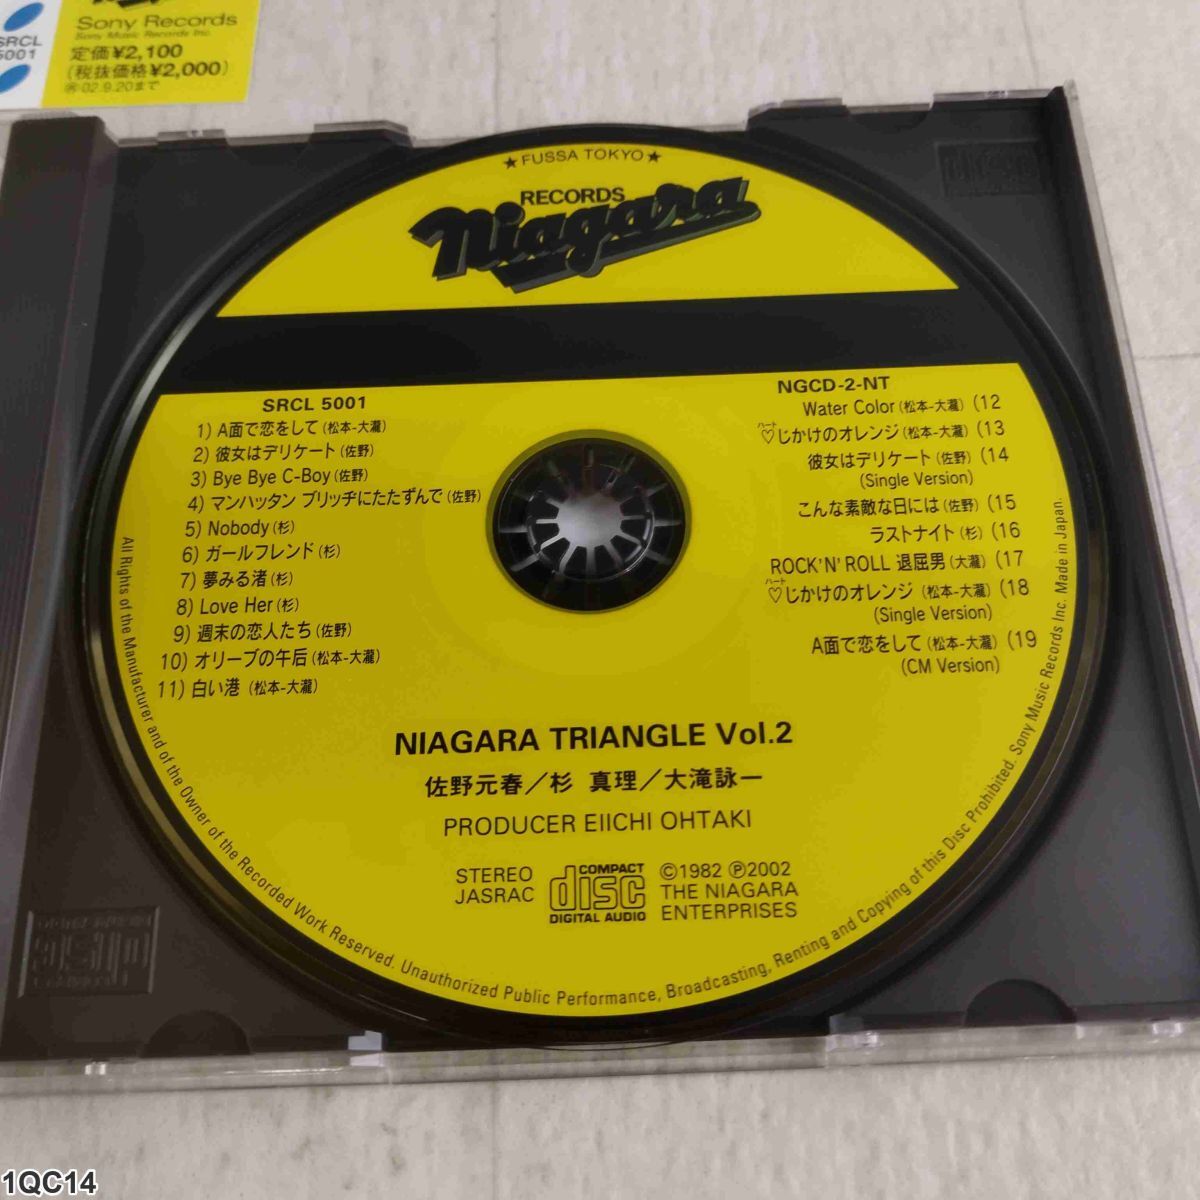 SRCL
5001
Sony Records
Sony Music Records Inc.
定価¥2,100
(税抜価格¥2,000)
02.9.20まで
★FUSSA TOKYO★
RECORDS
Niagara
SRCL 5001
1) A面で恋をして(松本-大瀧)
2) 彼女はデリケート(佐野)
3) Bye Bye C-Boy(佐野)
4) マンハッタン ブリッヂにたたずんで(佐野)
5) Nobody(杉)
6) ガールフレンド(杉)
7) 夢みる渚(杉)
8) Love Her(杉)
9) 週末の恋人たち(佐野)
10) オリーブの午后(松本-大瀧)
11) 白い港(松本-大瀧)
NGCD-2-NT
Water Color(松本-大瀧) (12
ハート
♡じかけのオレンジ(松本-大瀧) (13
彼女はデリケート(佐野) (14
(Single Version)
こんな素敵な日には(佐野) (15
ラストナイト(杉) (16
ROCK'N'ROLL 退屈男(大瀧) (17
ハート
♡じかけのオレンジ(松本-大瀧) (18
(Single Version)
A面で恋をして(松本-大瀧) (19
(CM Version)
NIAGARA TRIANGLE Vol.2
佐野元春/杉 真理/大滝詠一
PRODUCER EIICHI OHTAKI
STEREO
JASRAC
COMPACT
disc
DIGITAL AUDIO
©1982 ℗2002
THE NIAGARA
ENTERPRISES
All Rights of the Manufacturer and of the Owner of the Recorded Work Reserved. Unauthorized Public Performance, Broadcasting, Renting and Copying of this Disc Prohibited. Sony Music Records Inc. Made in Japan.
1QC14